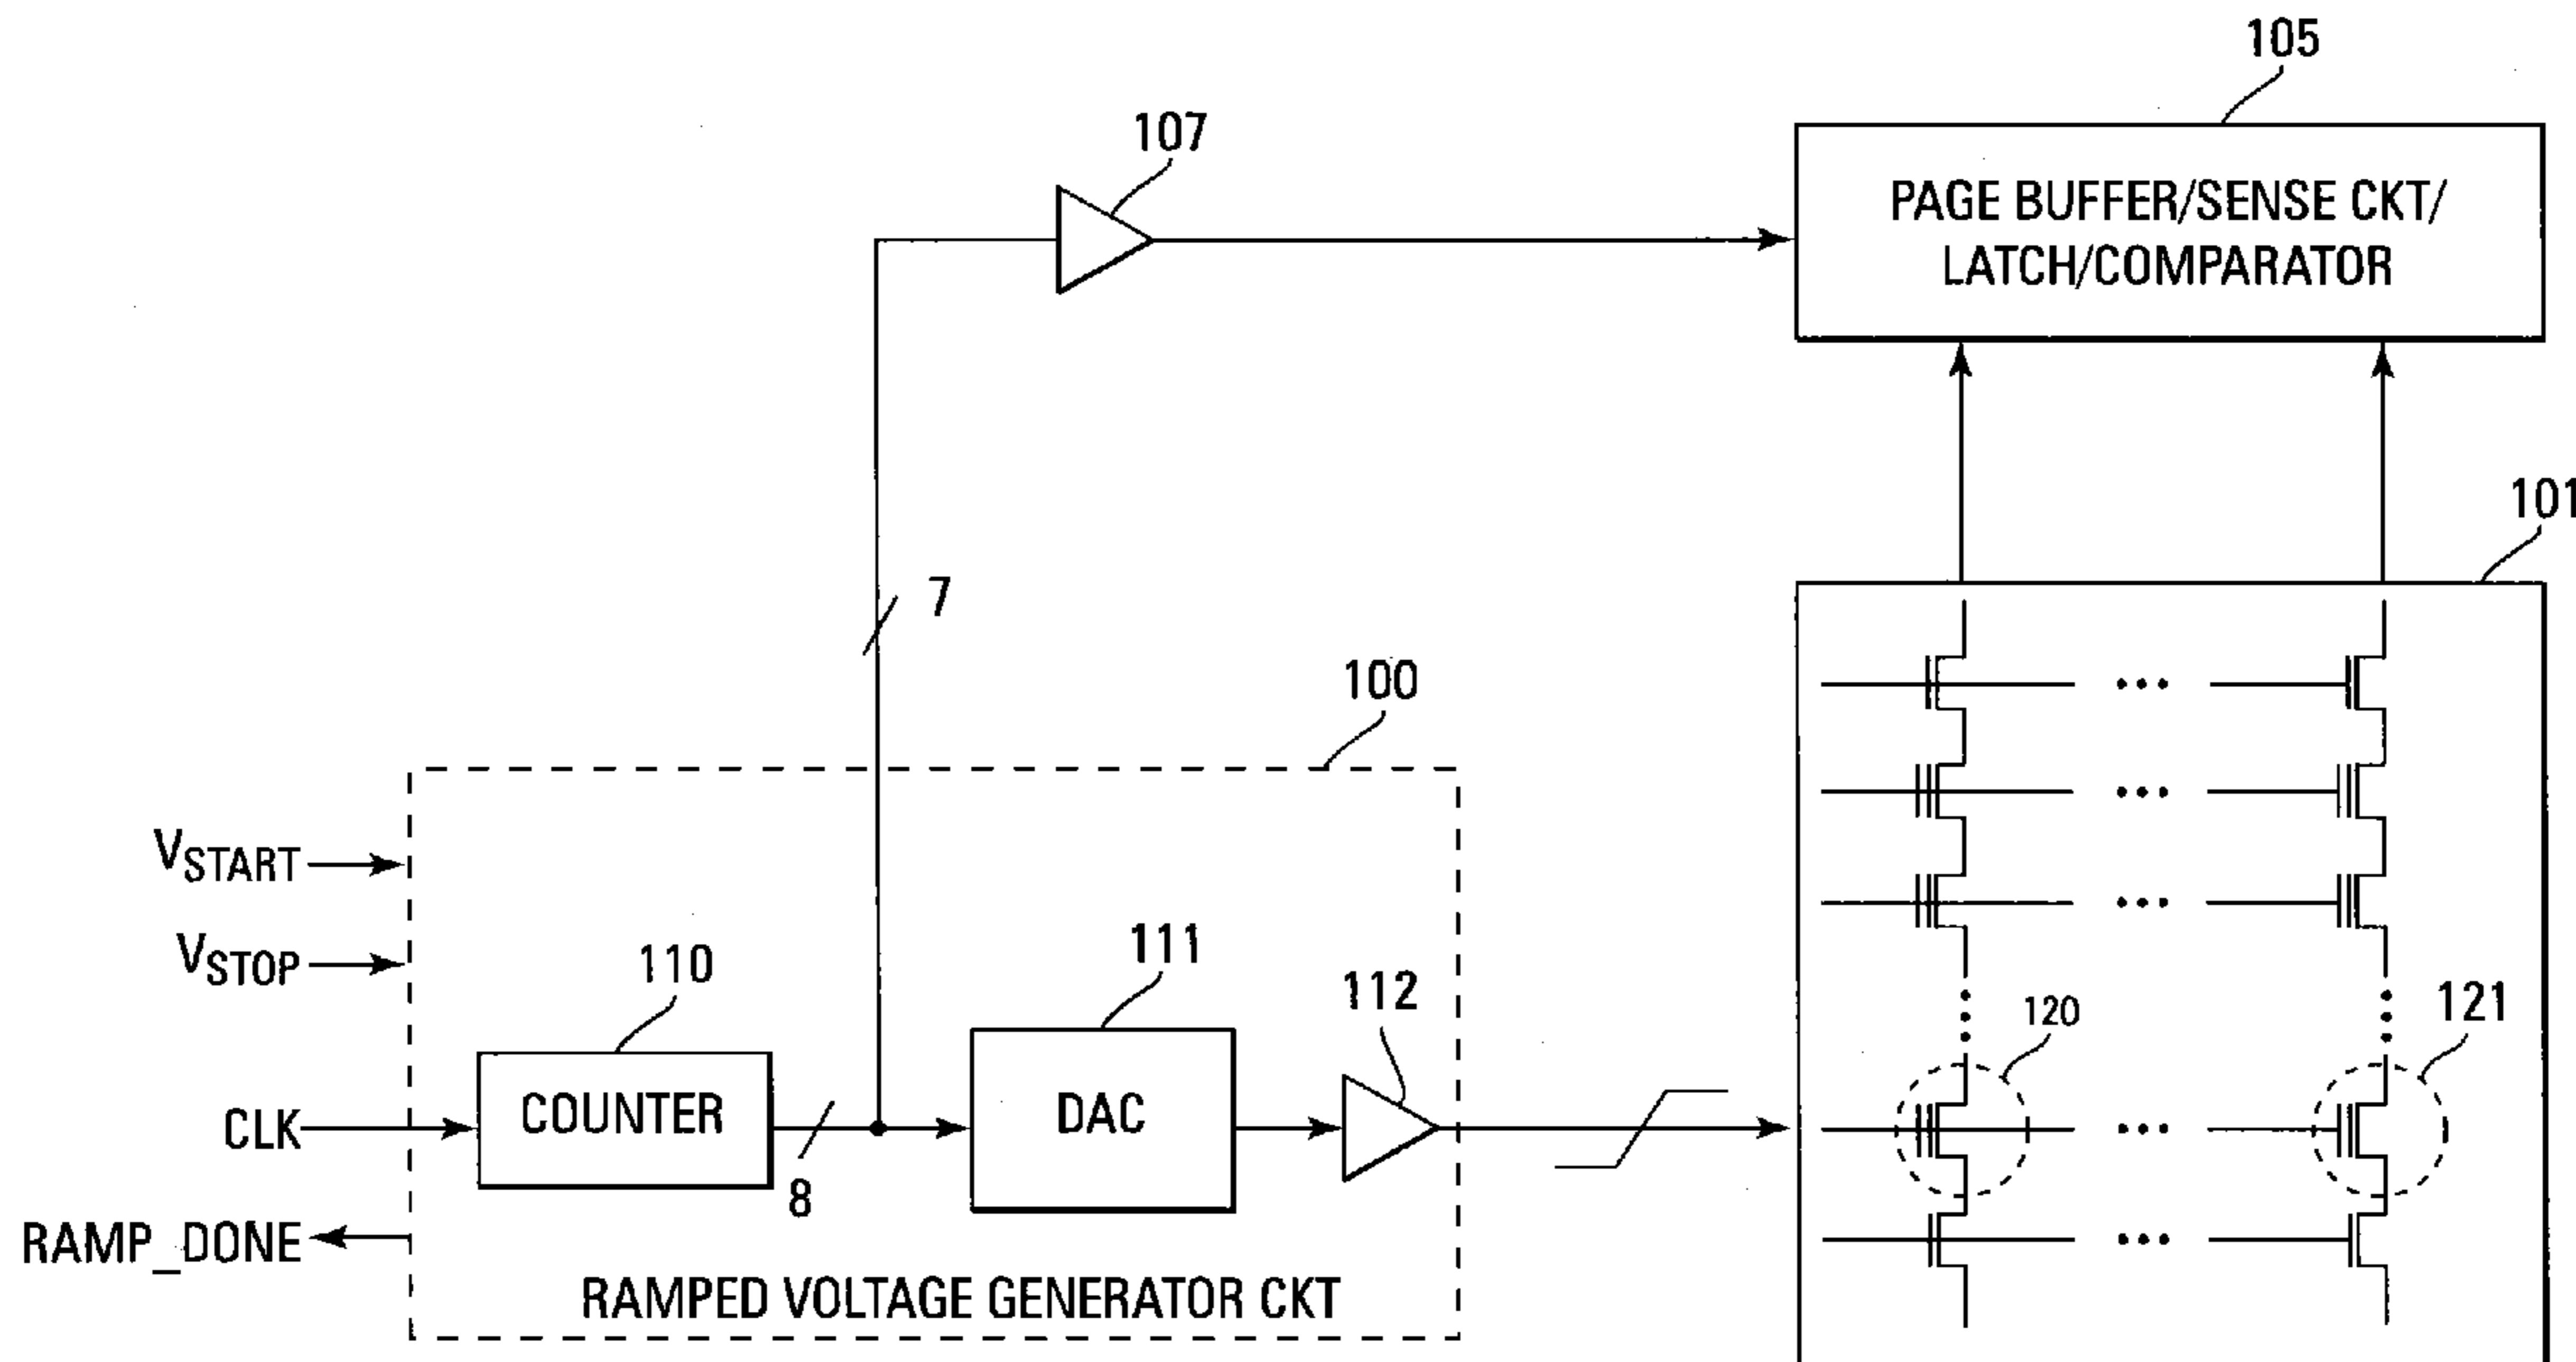 105
107
PAGE BUFFER/SENSE CKT/
LATCH/COMPARATOR
101
7
100
VSTART
VSTOP
110
111
112
120
121
CLK
COUNTER
DAC
8
RAMP_DONE
RAMPED VOLTAGE GENERATOR CKT